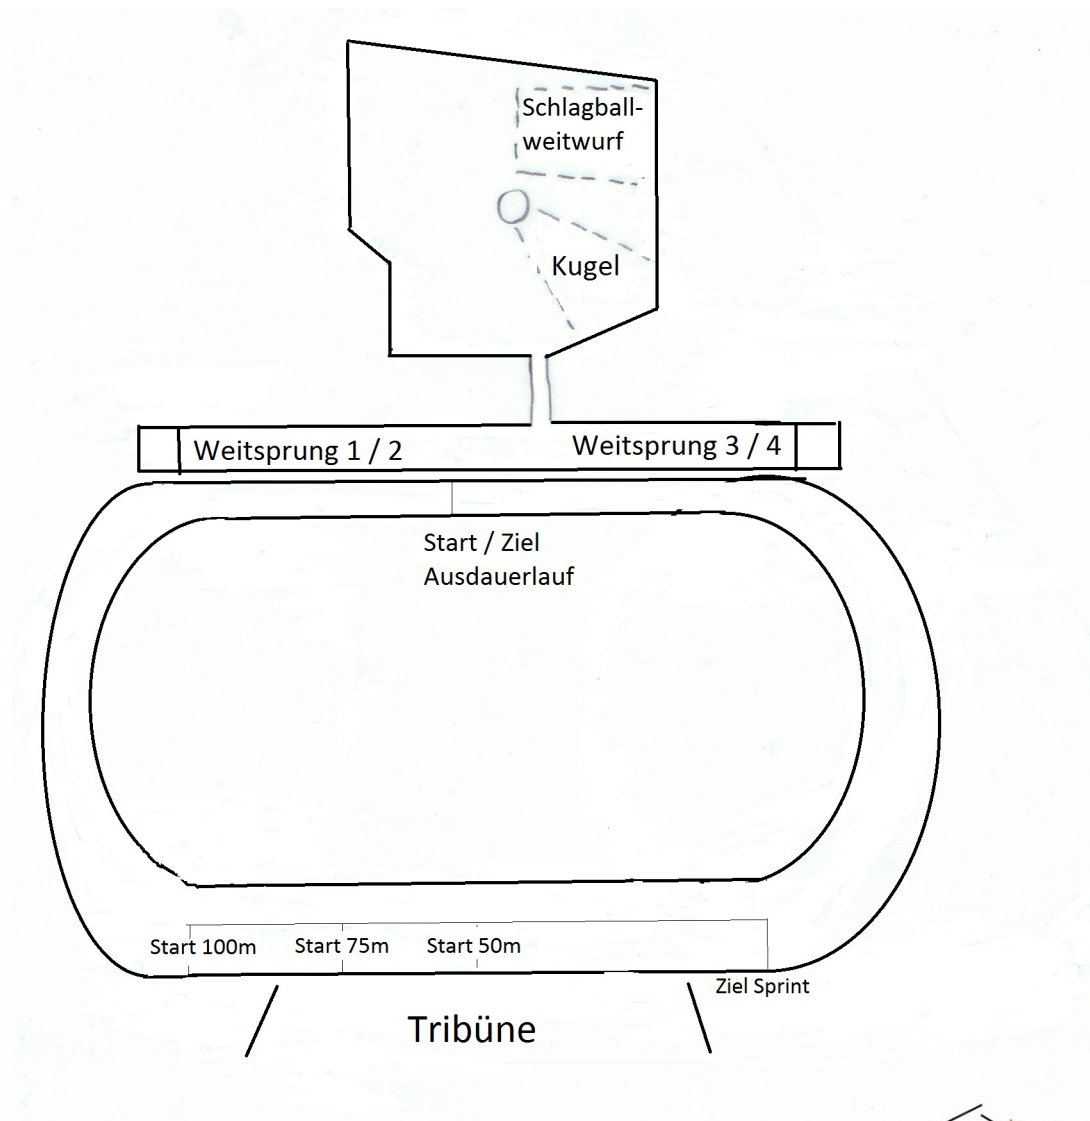 Schlagball-
weitwurf
Kugel
Weitsprung 1 / 2
Weitsprung 3 / 4
Start / Ziel
Ausdauerlauf
Start 100m
Start 75m
Start 50m
Ziel Sprint
Tribüne